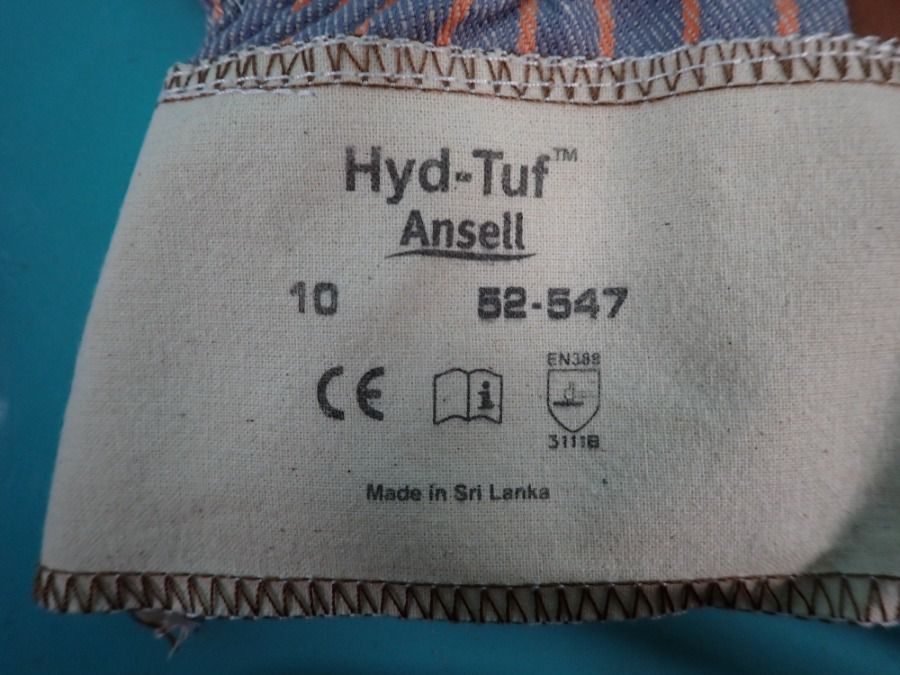 Hyd-Tuf™
Ansell
10 52-547
CE
i
EN388
3111B
Made in Sri Lanka